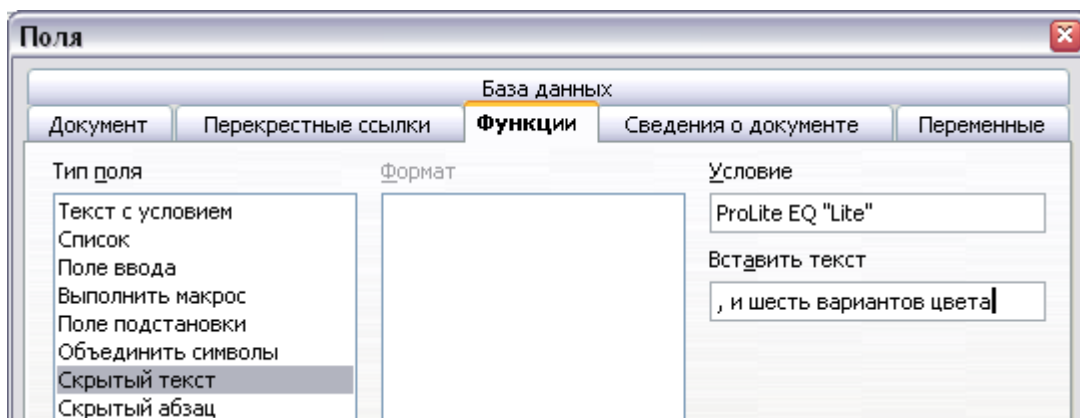 Поля
База данных
Документ Перекрестные ссылки Функции Сведения о документе Переменные
Тип поля Формат Условие
Текст с условием
Список
Поле ввода
Выполнить макрос
Поле подстановки
Объединить символы
Скрытый текст
Скрытый абзац
ProLite EQ "Lite"
Вставить текст
, и шесть вариантов цвета